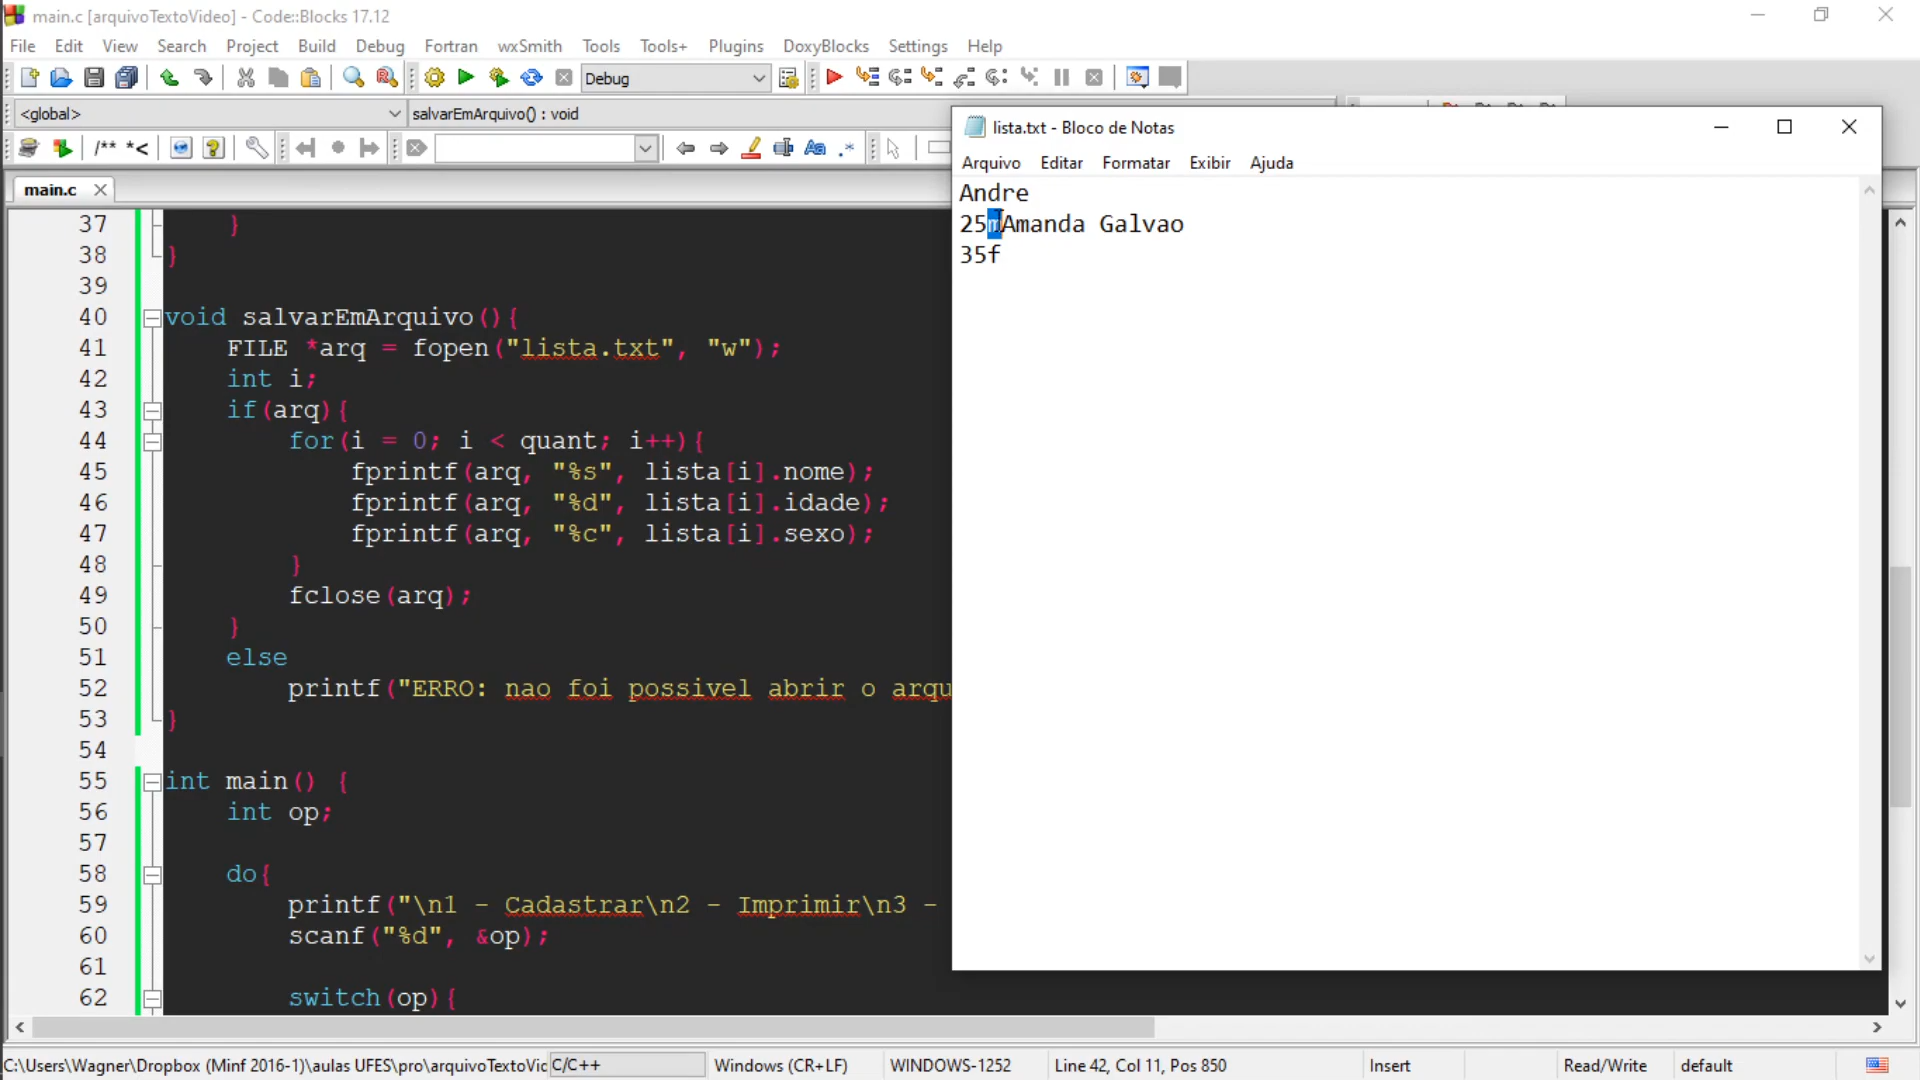 main.c [arquivoTextoVideo] - Code::Blocks 17.12
File Edit View Search Project Build Debug Fortran wxSmith Tools Tools+ Plugins DoxyBlocks Settings Help
Debug
<global> salvarEmArquivo() : void
/** *<
main.c
37 }
38 }
39
40 void salvarEmArquivo(){
41 FILE *arq = fopen("lista.txt", "w");
42 int i;
43 if(arq){
44 for(i = 0; i < quant; i++){
45 fprintf(arq, "%s", lista[i].nome);
46 fprintf(arq, "%d", lista[i].idade);
47 fprintf(arq, "%c", lista[i].sexo);
48 }
49 fclose(arq);
50 }
51 else
52 printf("ERRO: nao foi possivel abrir o arqu
53 }
54
55 int main() {
56 int op;
57
58 do{
59 printf("\n1 - Cadastrar\n2 - Imprimir\n3 -
60 scanf("%d", &op);
61
62 switch(op){
lista.txt - Bloco de Notas
Arquivo Editar Formatar Exibir Ajuda
Andre
25mAmanda Galvao
35f
C:\Users\Wagner\Dropbox (Minf 2016-1)\aulas UFES\pro\arquivoTextoVic C/C++ Windows (CR+LF) WINDOWS-1252 Line 42, Col 11, Pos 850 Insert Read/Write default